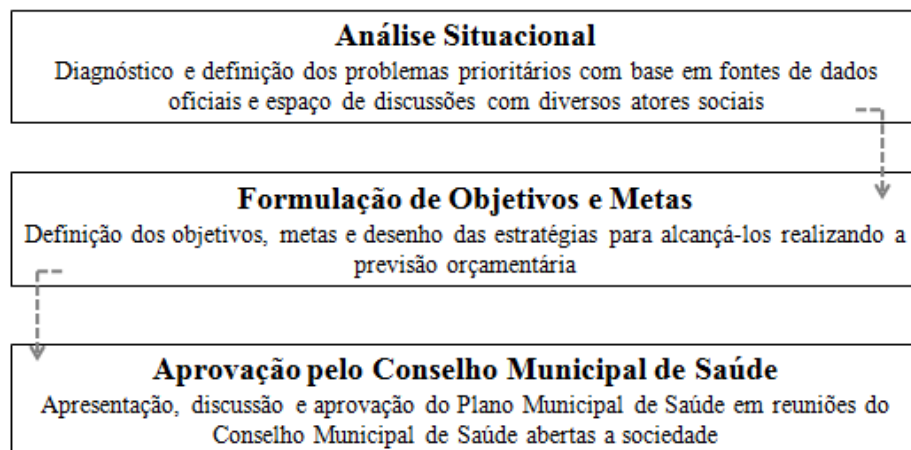 Análise Situacional
Diagnóstico e definição dos problemas prioritários com base em fontes de dados
oficiais e espaço de discussões com diversos atores sociais
Formulação de Objetivos e Metas
Definição dos objetivos, metas e desenho das estratégias para alcançá-los realizando a
previsão orçamentária
Aprovação pelo Conselho Municipal de Saúde
Apresentação, discussão e aprovação do Plano Municipal de Saúde em reuniões do
Conselho Municipal de Saúde abertas a sociedade